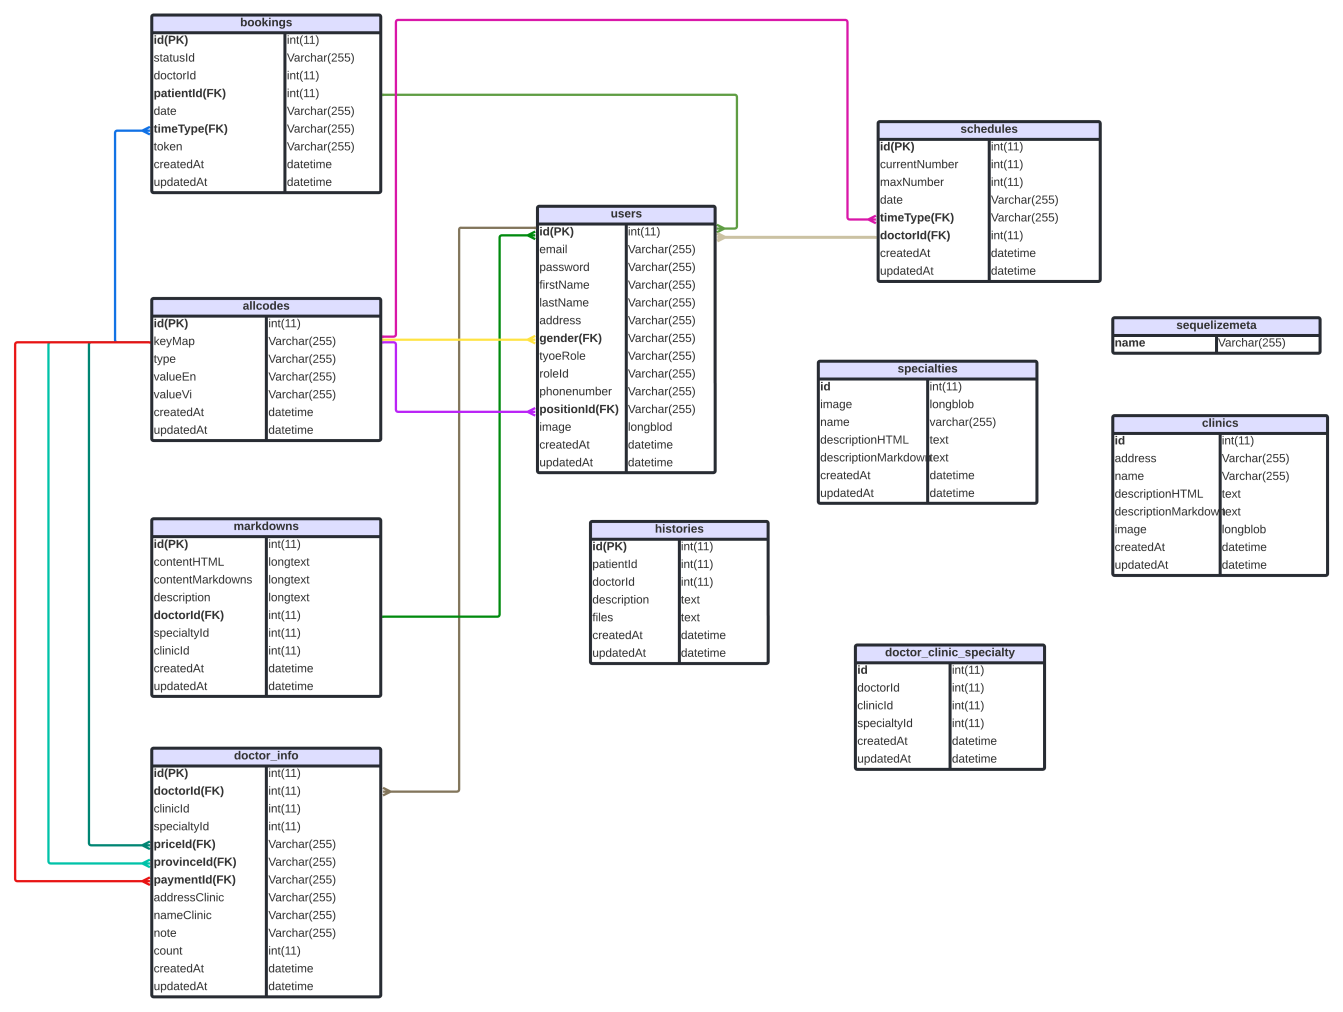 bookings
id(PK) int(11)
statusId Varchar(255)
doctorId int(11)
patientId(FK) int(11)
date Varchar(255)
timeType(FK) Varchar(255)
token Varchar(255)
createdAt datetime
updatedAt datetime
schedules
id(PK) int(11)
currentNumber int(11)
maxNumber int(11)
date Varchar(255)
timeType(FK) Varchar(255)
doctorId(FK) int(11)
createdAt datetime
updatedAt datetime
users
id(PK) int(11)
email Varchar(255)
password Varchar(255)
firstName Varchar(255)
lastName Varchar(255)
address Varchar(255)
gender(FK) Varchar(255)
tyoeRole Varchar(255)
roleId Varchar(255)
phonenumber Varchar(255)
positionId(FK) Varchar(255)
image longblod
createdAt datetime
updatedAt datetime
allcodes
id(PK) int(11)
keyMap Varchar(255)
type Varchar(255)
valueEn Varchar(255)
valueVi Varchar(255)
createdAt datetime
updatedAt datetime
sequelizemeta
name Varchar(255)
specialties
id int(11)
image longblob
name varchar(255)
descriptionHTML text
descriptionMarkdown text
createdAt datetime
updatedAt datetime
clinics
id int(11)
address Varchar(255)
name Varchar(255)
descriptionHTML text
descriptionMarkdown text
image longblob
createdAt datetime
updatedAt datetime
markdowns
id(PK) int(11)
contentHTML longtext
contentMarkdowns longtext
description longtext
doctorId(FK) int(11)
specialtyId int(11)
clinicId int(11)
createdAt datetime
updatedAt datetime
histories
id(PK) int(11)
patientId int(11)
doctorId int(11)
description text
files text
createdAt datetime
updatedAt datetime
doctor_clinic_specialty
id int(11)
doctorId int(11)
clinicId int(11)
specialtyId int(11)
createdAt datetime
updatedAt datetime
doctor_info
id(PK) int(11)
doctorId(FK) int(11)
clinicId int(11)
specialtyId int(11)
priceId(FK) Varchar(255)
provinceId(FK) Varchar(255)
paymentId(FK) Varchar(255)
addressClinic Varchar(255)
nameClinic Varchar(255)
note Varchar(255)
count int(11)
createdAt datetime
updatedAt datetime